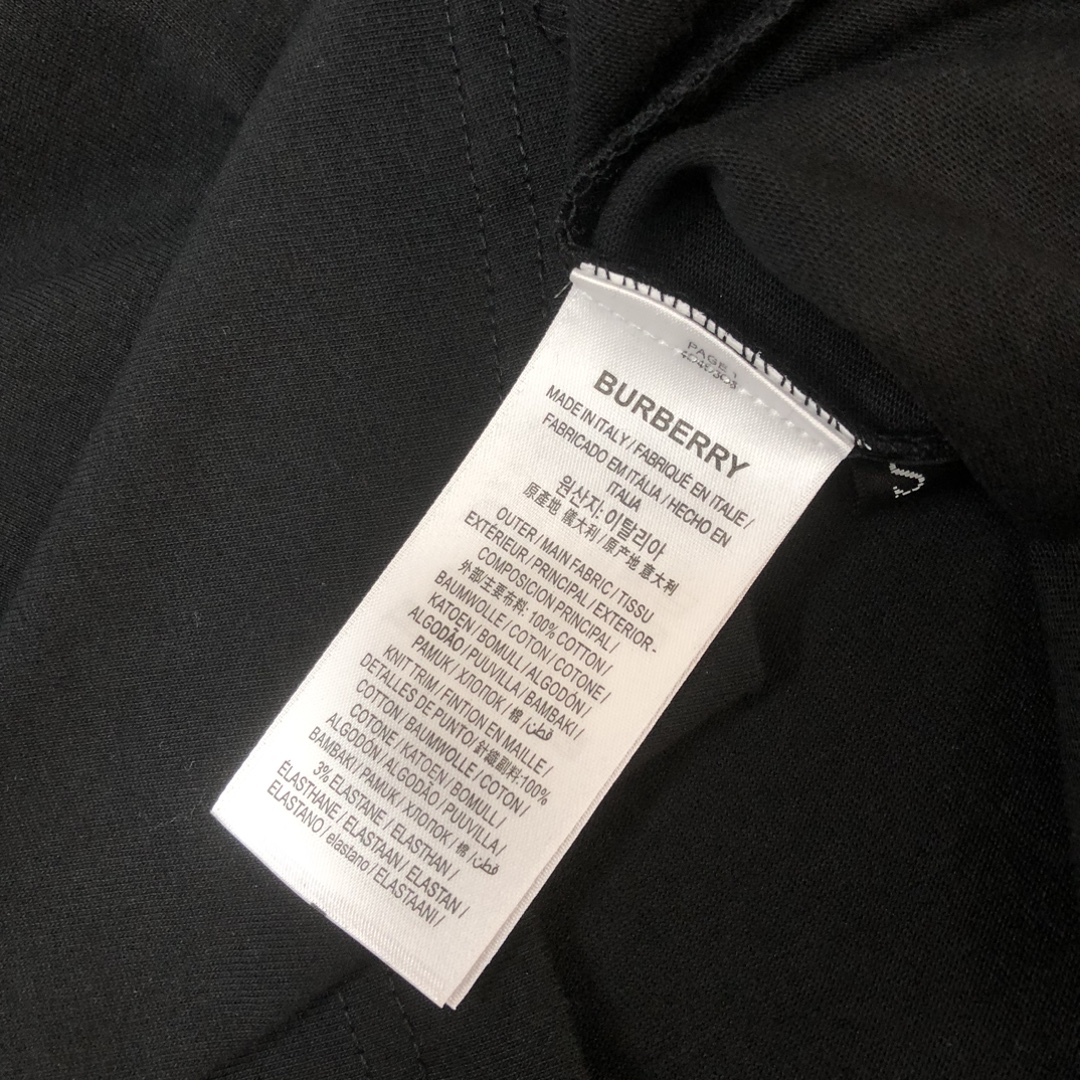 PAGE 1
BURBERRY
MADE IN ITALY / FABRIQUÉ EN ITALIE /
FABRICADO EM ITALIA / HECHO EN
ITALIA
원산지: 이탈리아
原產地 儀大利 / 原产地 意大利
OUTER / MAIN FABRIC / TISSU
EXTÉRIEUR / PRINCIPAL / EXTERIOR-
COMPOSICION PRINCIPAL /
外部/主要布料: 100% COTTON /
BAUMWOLLE / COTON / COTONE /
KATOEN / BOMULL / ALGODÓN /
ALGODÃO / PUUVILLA / BAMBAKI /
PAMUK / ХЛОПОК / 棉 / قطن
KNIT TRIM / FINTION EN MAILLE /
DETALLES DE PUNTO / 針織副料: 100%
COTTON / BAUMWOLLE / COTON /
COTONE / KATOEN / BOMULL /
ALGODÓN / ALGODÃO / PUUVILLA /
BAMBAKI / PAMUK / ХЛОПОК / 棉 / قطن
3% ELASTANE / ELASTHAN /
ÉLASTHANE / ELASTAAN / ELASTAN /
ELASTANO / elastano / ELASTAANI /